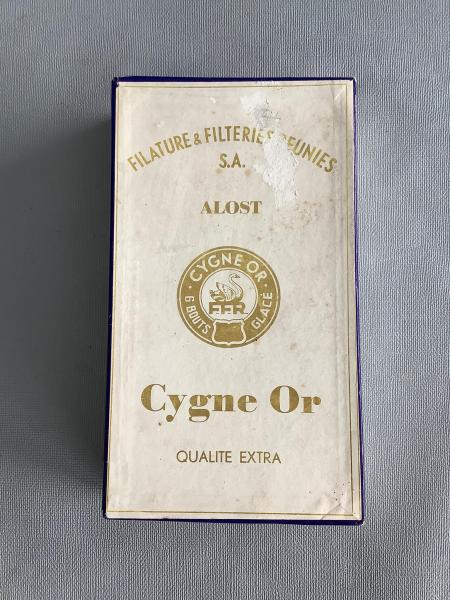 FILATURE & FILTERIES REUNIES
S.A.
ALOST
CYGNE OR
FFR
6 BOUTS GLACÉ
Cygne Or
QUALITE EXTRA